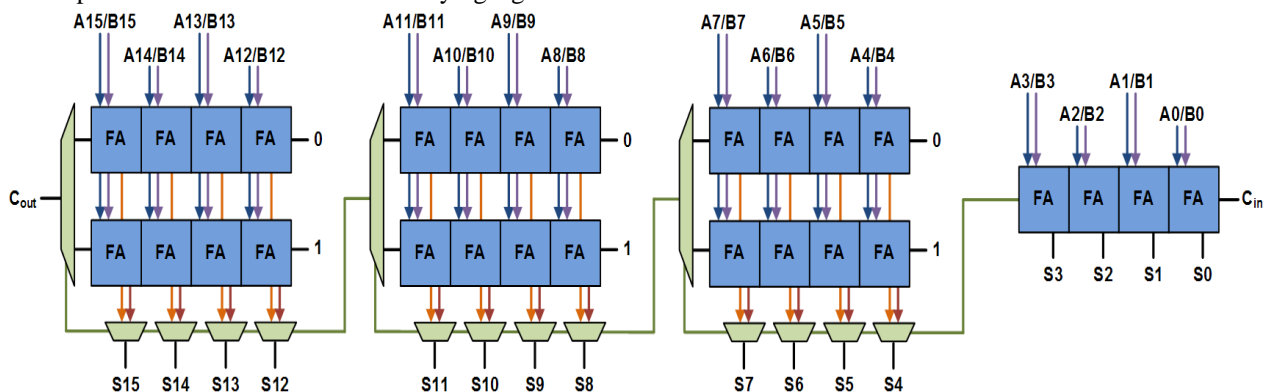 A15/B15 A13/B13 A11/B11 A9/B9 A7/B7 A5/B5
A14/B14 A12/B12 A10/B10 A8/B8 A6/B6 A4/B4
A3/B3 A1/B1
A2/B2 A0/B0
FA FA FA FA 0 FA FA FA FA 0 FA FA FA FA 0
Cout FA FA FA FA Cin
FA FA FA FA 1 FA FA FA FA 1 FA FA FA FA 1
S3 S2 S1 S0
S15 S14 S13 S12 S11 S10 S9 S8 S7 S6 S5 S4